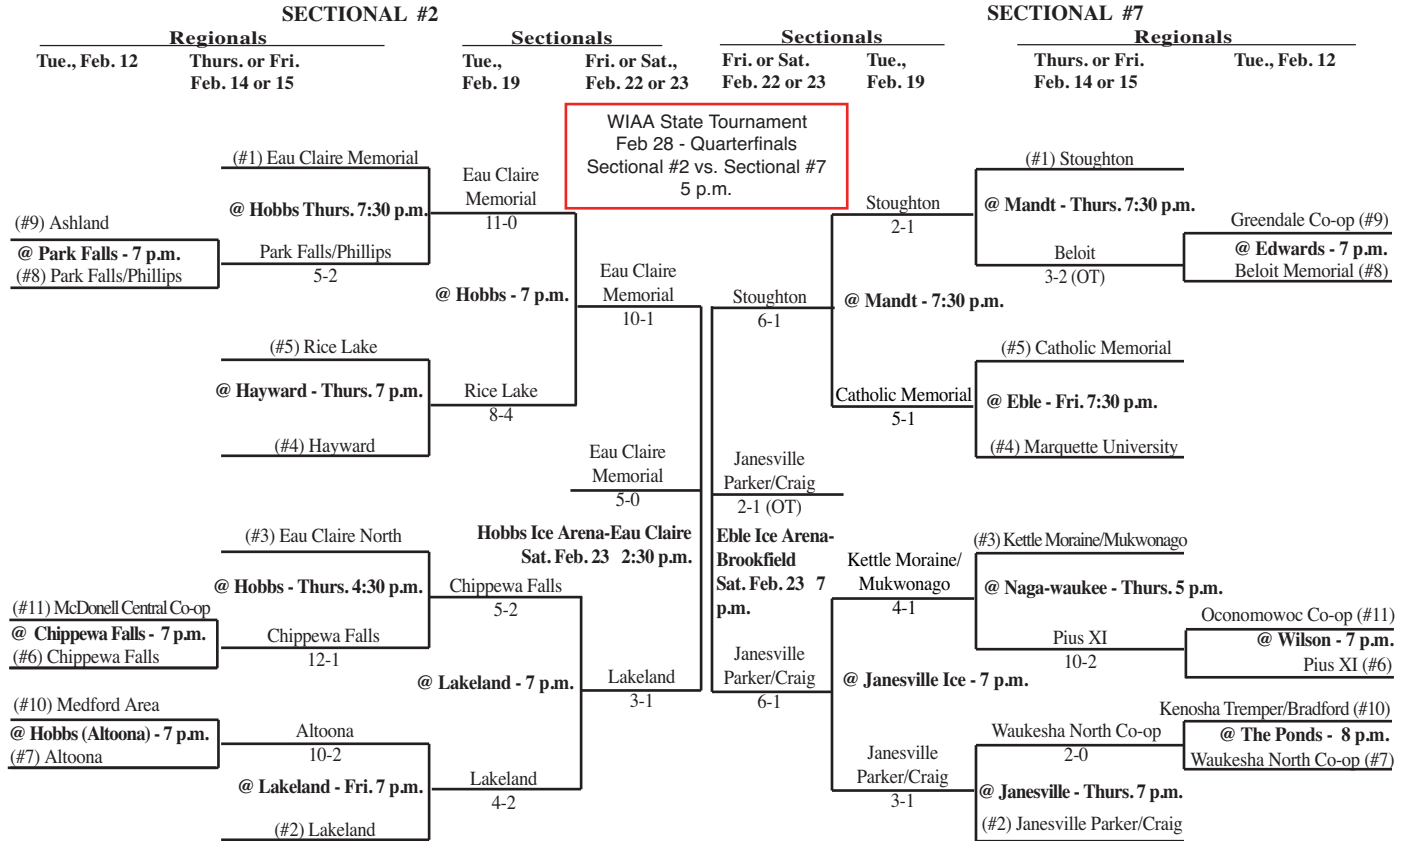 SECTIONAL #2
Regionals
Sectionals
Tue., Feb. 12
Thurs. or Fri.
Feb. 14 or 15
Tue.,
Feb. 19
Fri. or Sat.,
Feb. 22 or 23
SECTIONAL #7
Sectionals
Regionals
Fri. or Sat.
Feb. 22 or 23
Tue.,
Feb. 19
Thurs. or Fri.
Feb. 14 or 15
Tue., Feb. 12
WIAA State Tournament
Feb 28 - Quarterfinals
Sectional #2 vs. Sectional #7
5 p.m.
(#1) Eau Claire Memorial
@ Hobbs Thurs. 7:30 p.m.
(#9) Ashland
@ Park Falls - 7 p.m.
(#8) Park Falls/Phillips
Park Falls/Phillips
5-2
Eau Claire
Memorial
11-0
@ Hobbs - 7 p.m.
Eau Claire
Memorial
10-1
(#5) Rice Lake
@ Hayward - Thurs. 7 p.m.
(#4) Hayward
Rice Lake
8-4
Eau Claire
Memorial
5-0
Hobbs Ice Arena-Eau Claire
Sat. Feb. 23 2:30 p.m.
(#3) Eau Claire North
@ Hobbs - Thurs. 4:30 p.m.
(#11) McDonell Central Co-op
@ Chippewa Falls - 7 p.m.
(#6) Chippewa Falls
Chippewa Falls
12-1
Chippewa Falls
5-2
@ Lakeland - 7 p.m.
Lakeland
3-1
(#10) Medford Area
@ Hobbs (Altoona) - 7 p.m.
(#7) Altoona
Altoona
10-2
@ Lakeland - Fri. 7 p.m.
(#2) Lakeland
Lakeland
4-2
(#1) Stoughton
@ Mandt - Thurs. 7:30 p.m.
Greendale Co-op (#9)
@ Edwards - 7 p.m.
Beloit Memorial (#8)
Beloit
3-2 (OT)
Stoughton
2-1
@ Mandt - 7:30 p.m.
Stoughton
6-1
(#5) Catholic Memorial
@ Eble - Fri. 7:30 p.m.
(#4) Marquette University
Catholic Memorial
5-1
Janesville
Parker/Craig
2-1 (OT)
Eble Ice Arena-
Brookfield
Sat. Feb. 23 7
p.m.
(#3) Kettle Moraine/Mukwonago
@ Naga-waukee - Thurs. 5 p.m.
Oconomowoc Co-op (#11)
@ Wilson - 7 p.m.
Pius XI (#6)
Pius XI
10-2
Kettle Moraine/
Mukwonago
4-1
@ Janesville Ice - 7 p.m.
Janesville
Parker/Craig
6-1
Kenosha Tremper/Bradford (#10)
@ The Ponds - 8 p.m.
Waukesha North Co-op (#7)
Waukesha North Co-op
2-0
@ Janesville - Thurs. 7 p.m.
(#2) Janesville Parker/Craig
Janesville
Parker/Craig
3-1